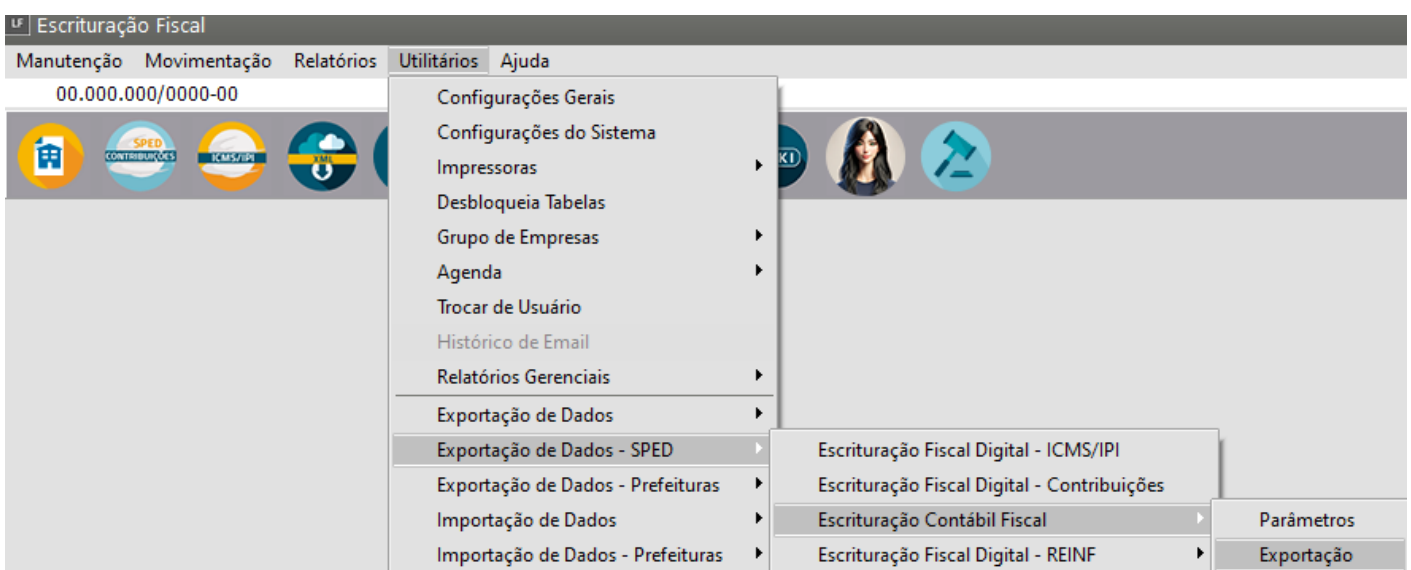 LF Escrituração Fiscal
Manutenção Movimentação Relatórios Utilitários Ajuda
00.000.000/0000-00
Configurações Gerais
Configurações do Sistema
SPED
CONTRIBUIÇÕES
ICMS/IPI
XML
KI
Impressoras
Desbloqueia Tabelas
Grupo de Empresas
Agenda
Trocar de Usuário
Histórico de Email
Relatórios Gerenciais
Exportação de Dados
Exportação de Dados - SPED
Escrituração Fiscal Digital - ICMS/IPI
Exportação de Dados - Prefeituras
Escrituração Fiscal Digital - Contribuições
Importação de Dados
Escrituração Contábil Fiscal
Parâmetros
Importação de Dados - Prefeituras
Escrituração Fiscal Digital - REINF
Exportação